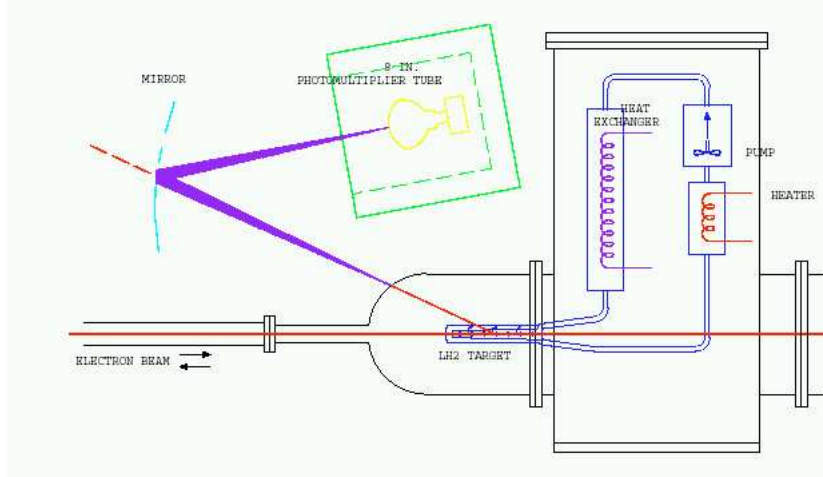 8 IN.
PHOTOMULTIPLIER TUBE
MIRROR
HEAT
EXCHANGER
PUMP
HEATER
LH2 TARGET
ELECTRON BEAM